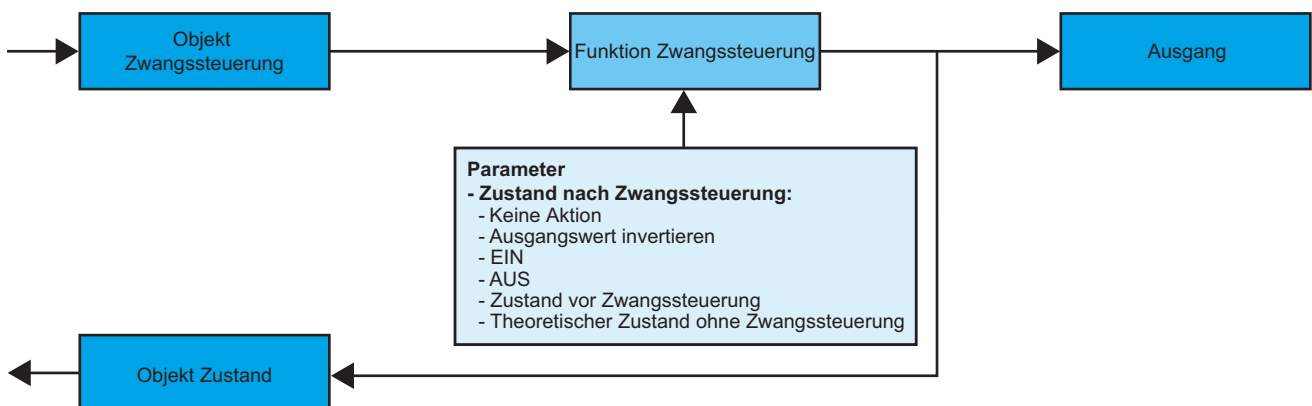 Objekt
Zwangssteuerung
Funktion Zwangssteuerung
Ausgang
Parameter
- Zustand nach Zwangssteuerung:
- Keine Aktion
- Ausgangswert invertieren
- EIN
- AUS
- Zustand vor Zwangssteuerung
- Theoretischer Zustand ohne Zwangssteuerung
Objekt Zustand